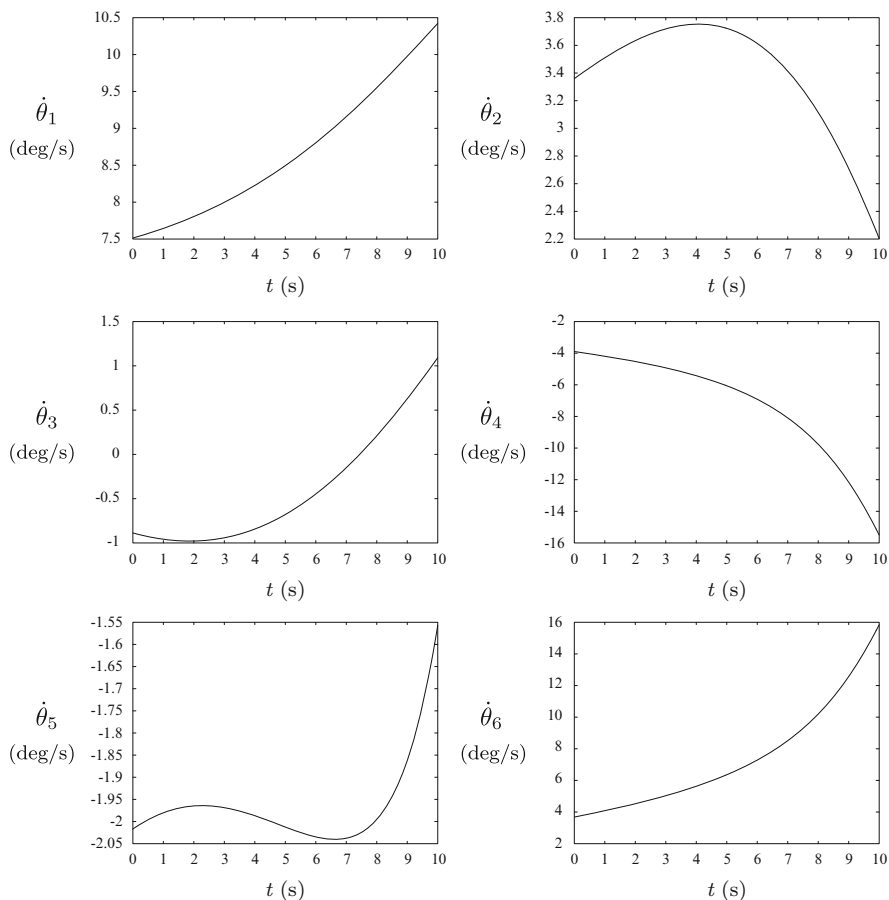 10.5
10
9.5
9
8.5
8
7.5
θ̇₁
(deg/s)
0 1 2 3 4 5 6 7 8 9 10
t (s)
3.8
3.6
3.4
3.2
3
2.8
2.6
2.4
2.2
θ̇₂
(deg/s)
0 1 2 3 4 5 6 7 8 9 10
t (s)
1.5
1
0.5
0
-0.5
-1
θ̇₃
(deg/s)
0 1 2 3 4 5 6 7 8 9 10
t (s)
-2
-4
-6
-8
-10
-12
-14
-16
θ̇₄
(deg/s)
0 1 2 3 4 5 6 7 8 9 10
t (s)
-1.55
-1.6
-1.65
-1.7
-1.75
-1.8
-1.85
-1.9
-1.95
-2
-2.05
θ̇₅
(deg/s)
0 1 2 3 4 5 6 7 8 9 10
t (s)
16
14
12
10
8
6
4
2
θ̇₆
(deg/s)
0 1 2 3 4 5 6 7 8 9 10
t (s)